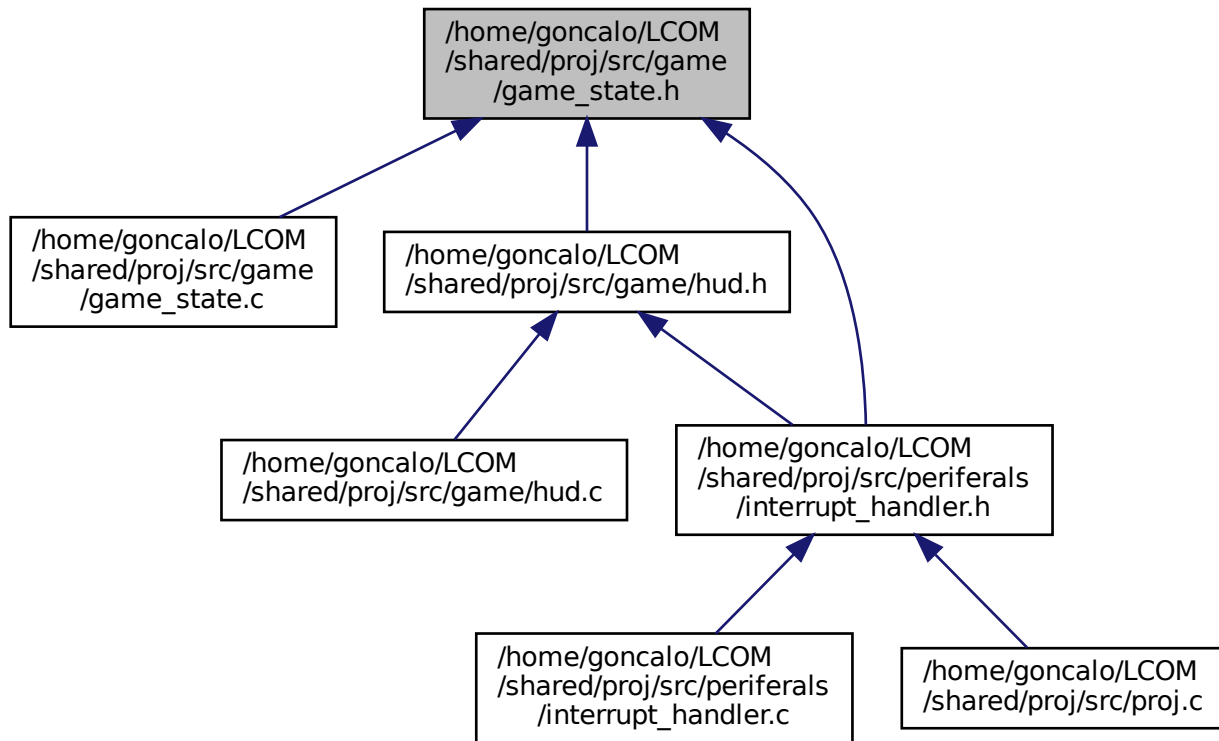 /home/goncalo/LCOM
/shared/proj/src/game
/game_state.h
/home/goncalo/LCOM
/shared/proj/src/game
/game_state.c
/home/goncalo/LCOM
/shared/proj/src/game/hud.h
/home/goncalo/LCOM
/shared/proj/src/game/hud.c
/home/goncalo/LCOM
/shared/proj/src/periferals
/interrupt_handler.h
/home/goncalo/LCOM
/shared/proj/src/periferals
/interrupt_handler.c
/home/goncalo/LCOM
/shared/proj/src/proj.c